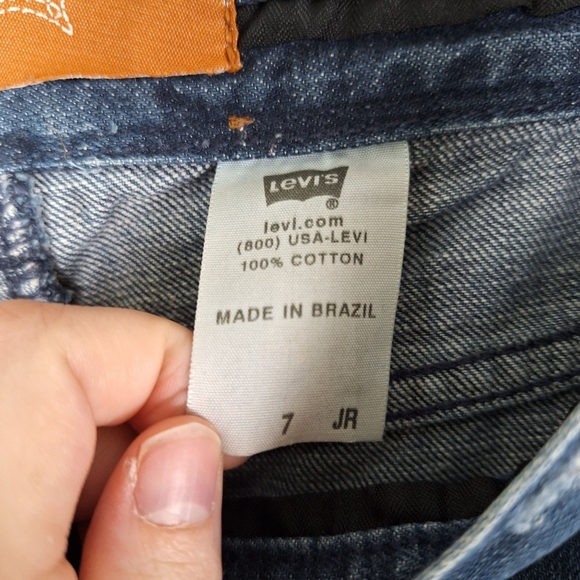 Levi's
®
levi.com
(800) USA-LEVI
100% COTTON
MADE IN BRAZIL
7 JR